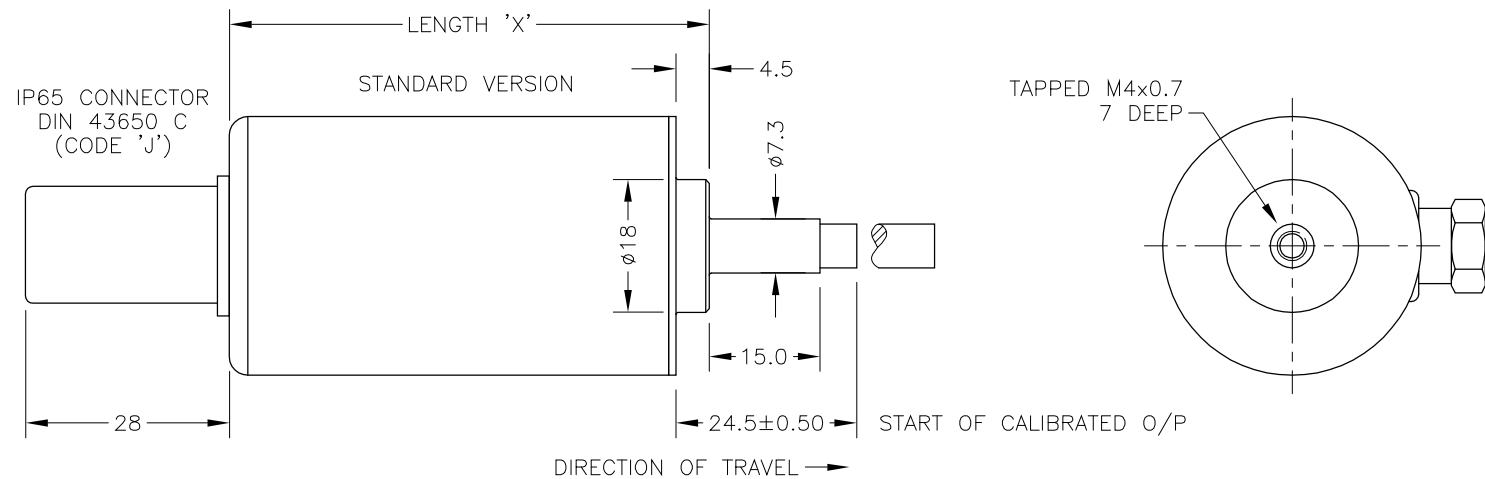 LENGTH 'X'
STANDARD VERSION
4.5
IP65 CONNECTOR
DIN 43650 C
(CODE 'J')
TAPPED M4x0.7
7 DEEP
ø7.3
ø18
15.0
28
24.5±0.50
START OF CALIBRATED O/P
DIRECTION OF TRAVEL